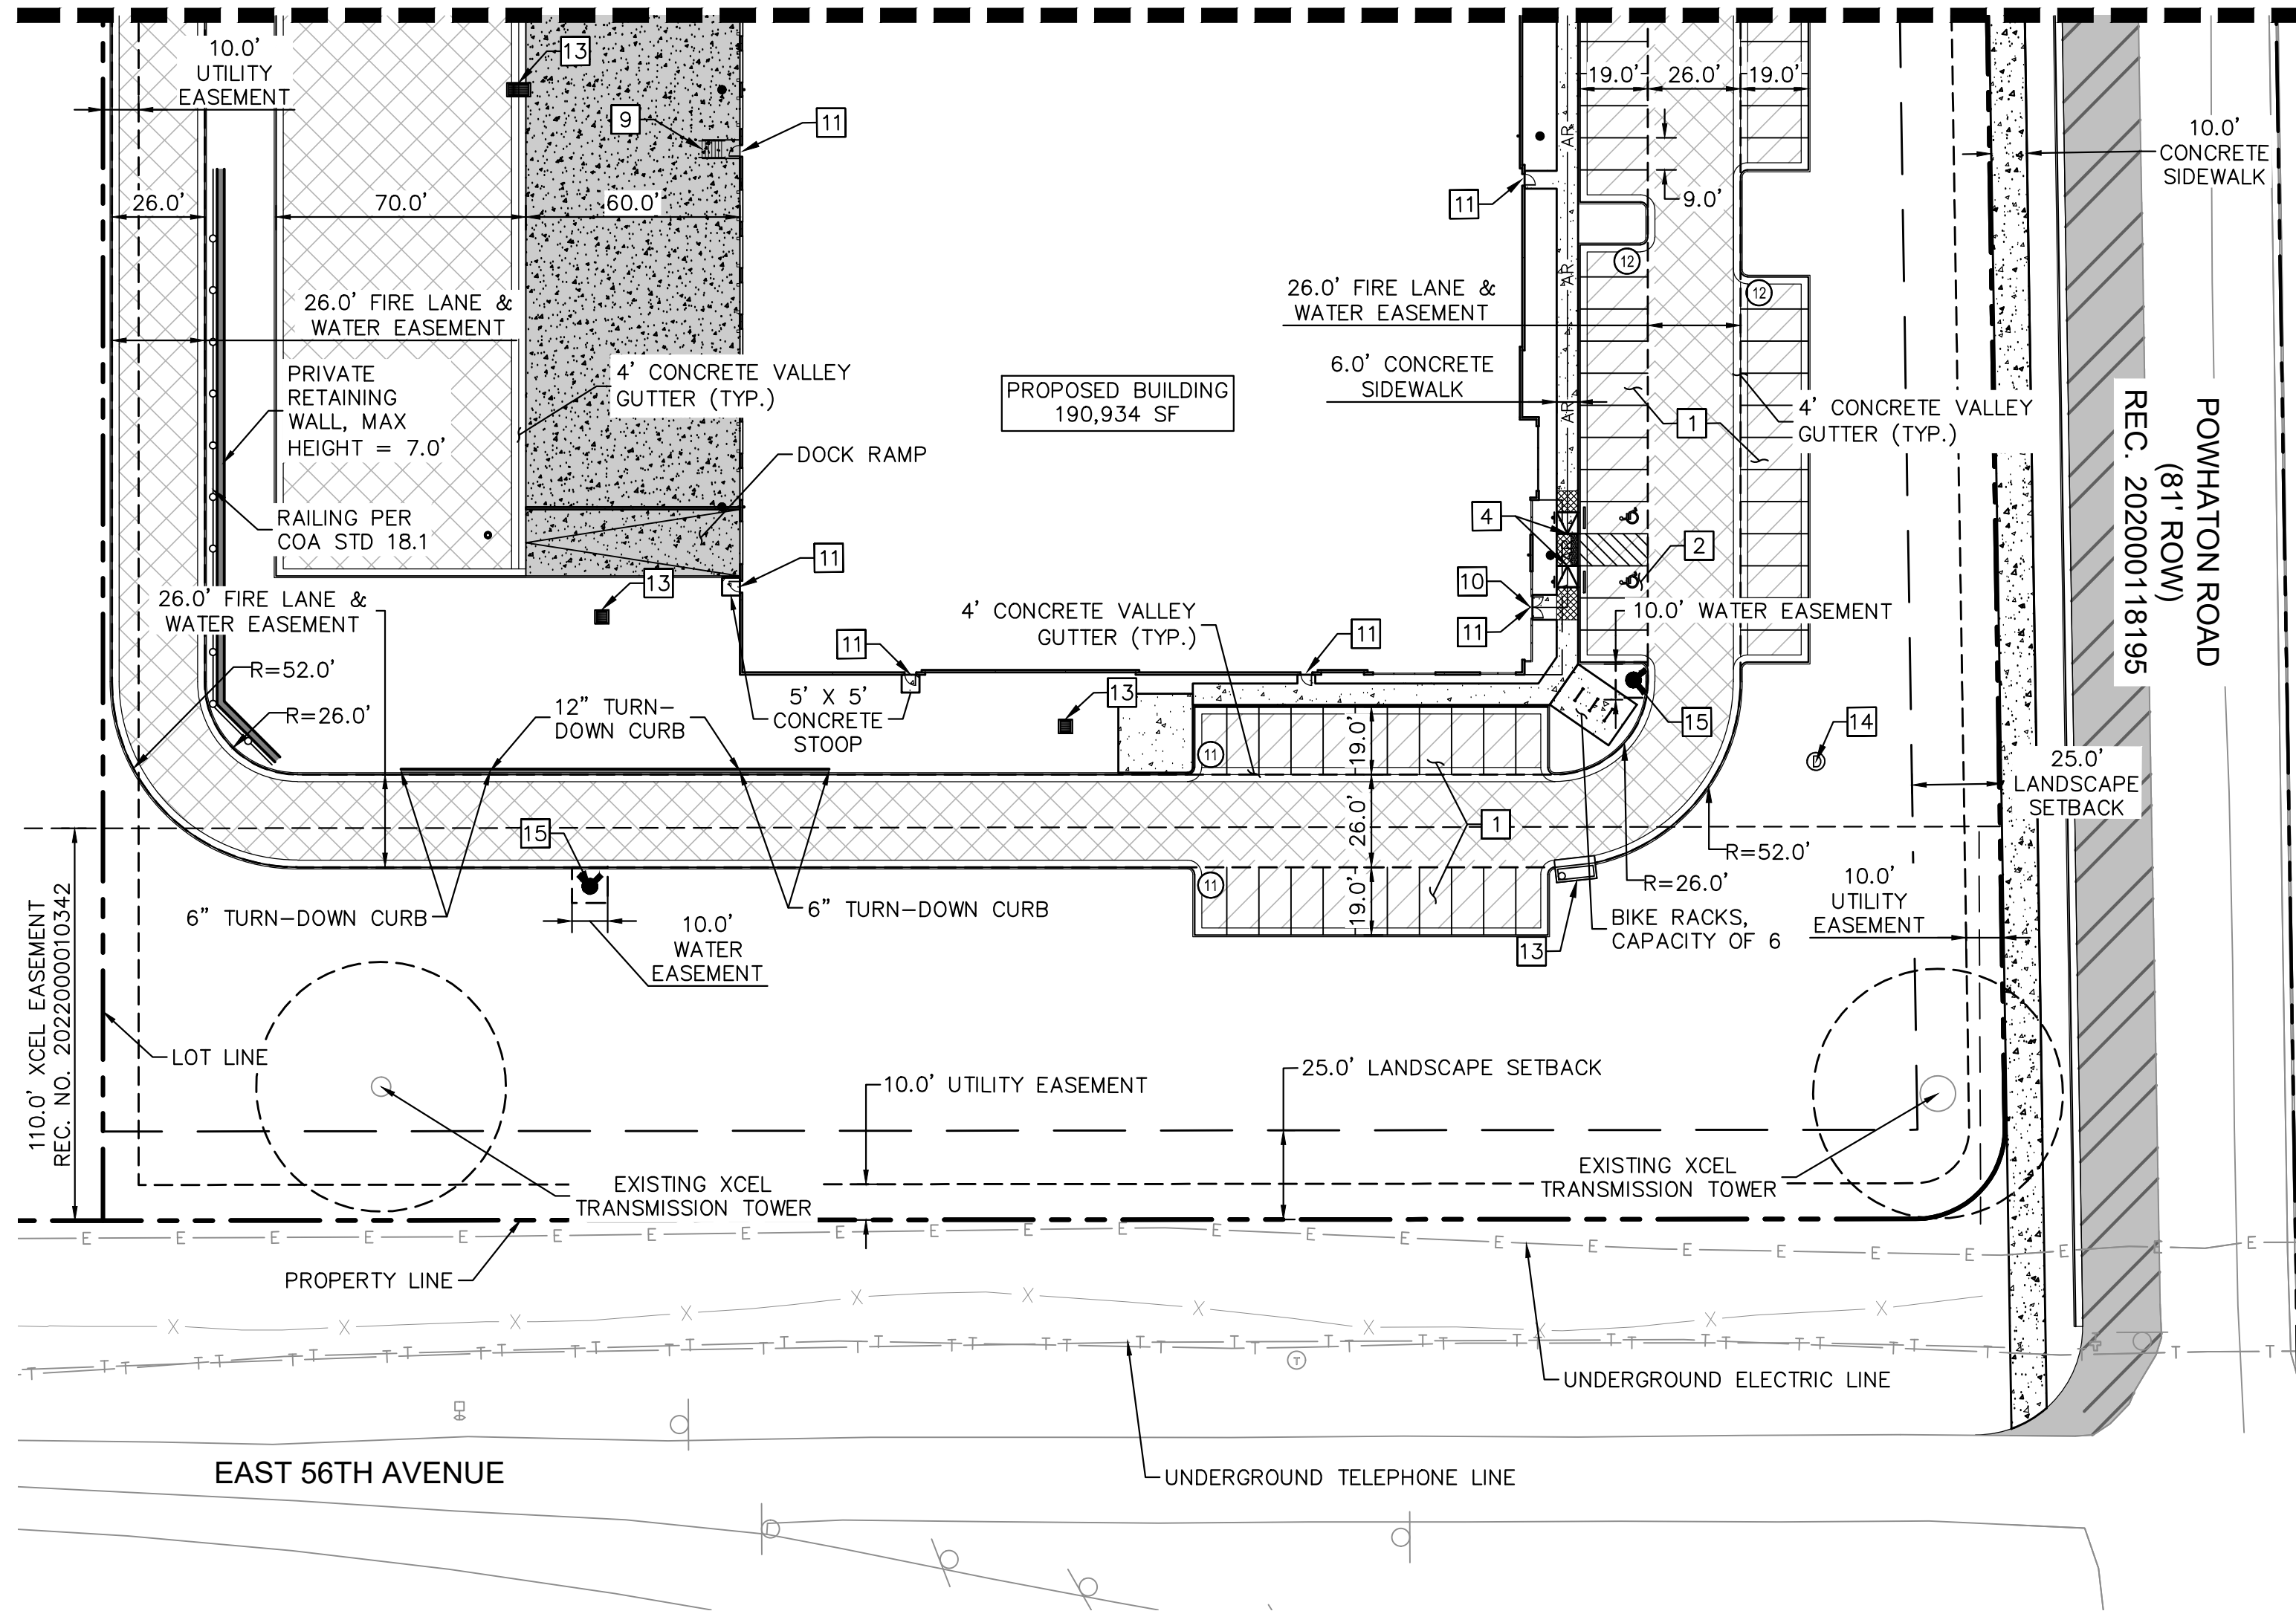 10.0'
UTILITY
EASEMENT
13
9
11
26.0'
70.0'
60.0'
26.0' FIRE LANE &
WATER EASEMENT
PRIVATE
RETAINING
WALL, MAX
HEIGHT = 7.0'
4' CONCRETE VALLEY
GUTTER (TYP.)
DOCK RAMP
RAILING PER
COA STD 18.1
PROPOSED BUILDING
190,934 SF
19.0'
26.0'
19.0'
9.0'
11
AR
AR
AR
12
12
26.0' FIRE LANE &
WATER EASEMENT
6.0' CONCRETE
SIDEWALK
1
4' CONCRETE VALLEY
GUTTER (TYP.)
10.0'
CONCRETE
SIDEWALK
POWHATON ROAD
(81' ROW)
REC. 2020000118195
4
2
10
11
10.0' WATER EASEMENT
11
13
26.0' FIRE LANE &
WATER EASEMENT
R=52.0'
R=26.0'
12" TURN-
DOWN CURB
11
5' X 5'
CONCRETE
STOOP
4' CONCRETE VALLEY
GUTTER (TYP.)
11
13
15
14
D
25.0'
LANDSCAPE
SETBACK
11
19.0'
26.0'
19.0'
1
11
15
6" TURN-DOWN CURB
6" TURN-DOWN CURB
10.0'
WATER
EASEMENT
R=52.0'
R=26.0'
BIKE RACKS,
CAPACITY OF 6
13
10.0'
UTILITY
EASEMENT
110.0' XCEL EASEMENT
REC. NO. 2022000010342
LOT LINE
10.0' UTILITY EASEMENT
25.0' LANDSCAPE SETBACK
EXISTING XCEL
TRANSMISSION TOWER
EXISTING XCEL
TRANSMISSION TOWER
E E E E E E E E E E E E E E E E E E E E E E E E
PROPERTY LINE
X X X X X X X X X X X
T T T T T T T T T T T T T T T T T T T T T T T T
T
UNDERGROUND ELECTRIC LINE
EAST 56TH AVENUE
UNDERGROUND TELEPHONE LINE